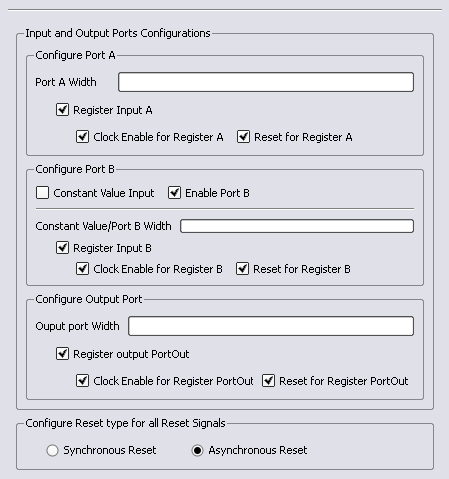 Input and Output Ports Configurations
Configure Port A
Port A Width
Register Input A
Clock Enable for Register A Reset for Register A
Configure Port B
Constant Value Input Enable Port B
Constant Value/Port B Width
Register Input B
Clock Enable for Register B Reset for Register B
Configure Output Port
Ouput port Width
Register output PortOut
Clock Enable for Register PortOut Reset for Register PortOut
Configure Reset type for all Reset Signals
Synchronous Reset Asynchronous Reset